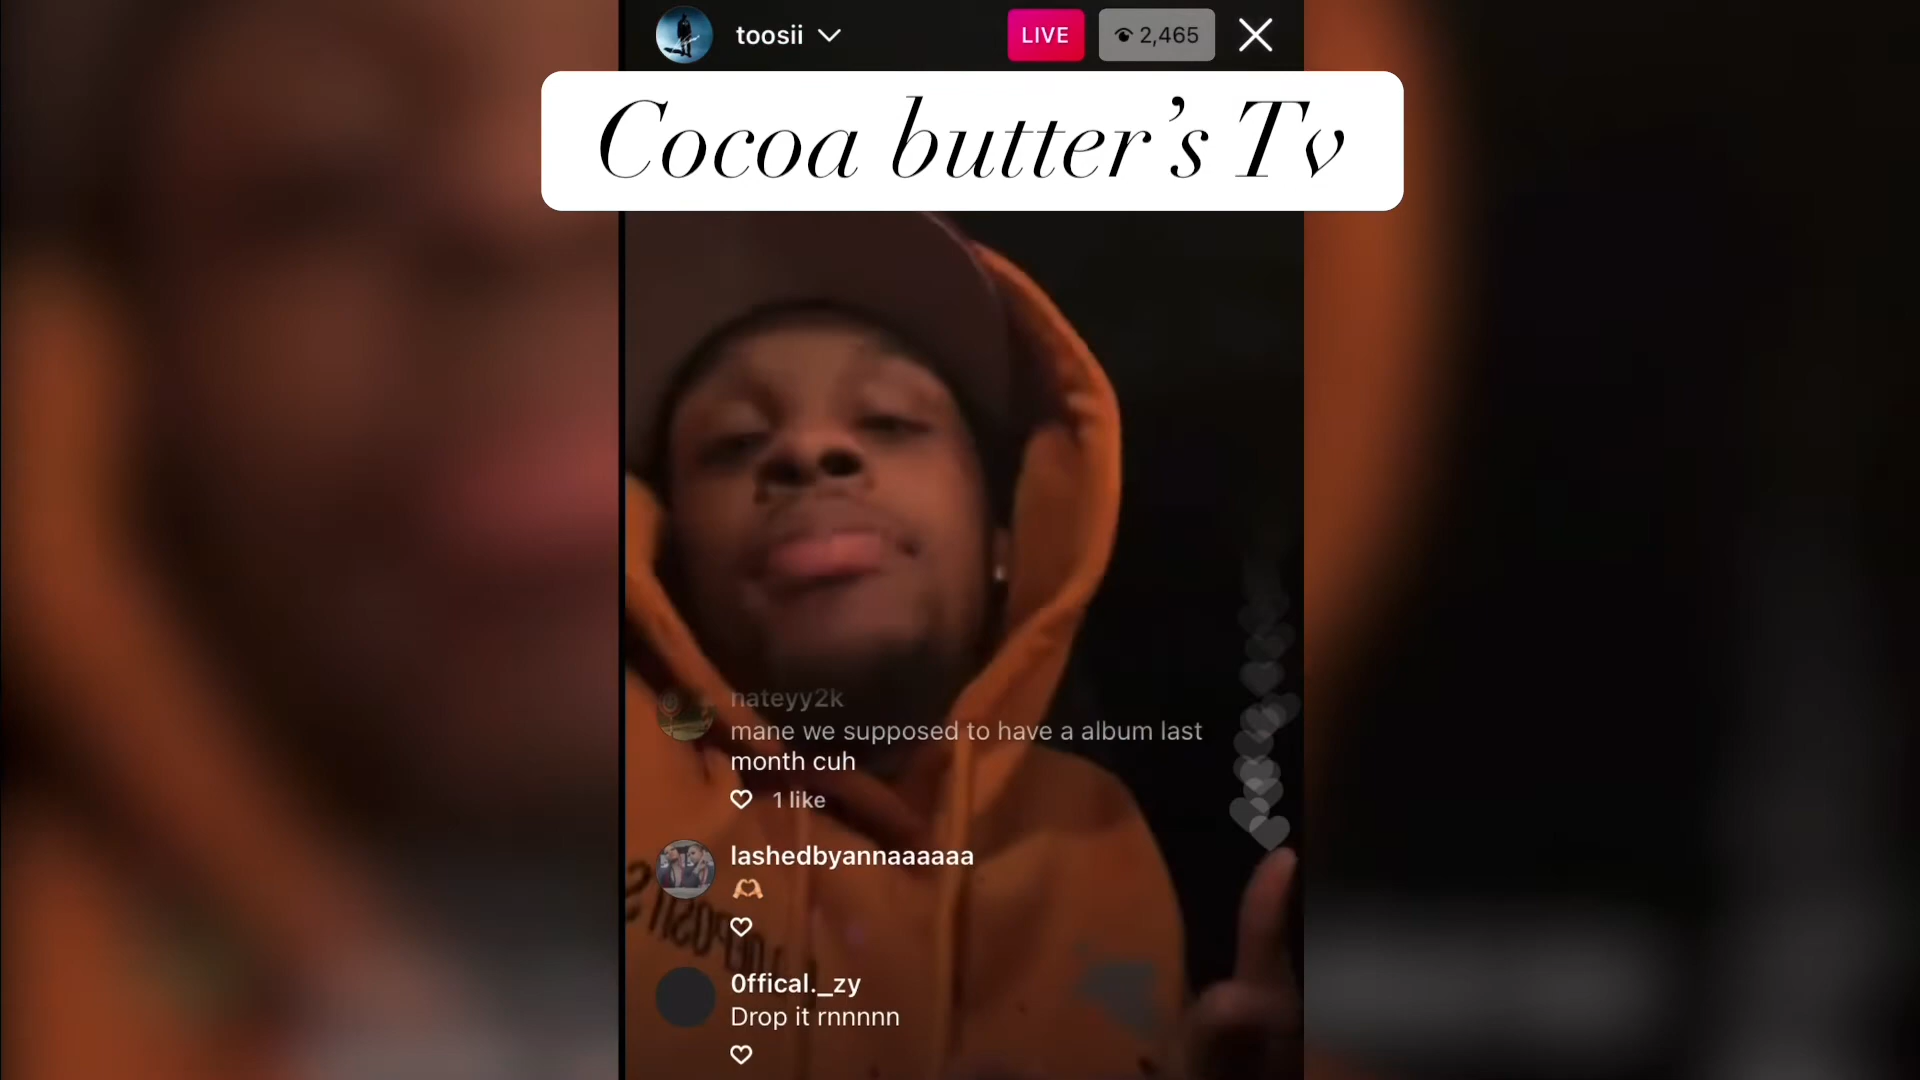 toosii
LIVE
2,465
Cocoa butter’s Tv
nateyy2k
mane we supposed to have a album last
month cuh
1 like
lashedbyannaaaaaa
🫶🏼
0ffical._zy
Drop it rnnnnn